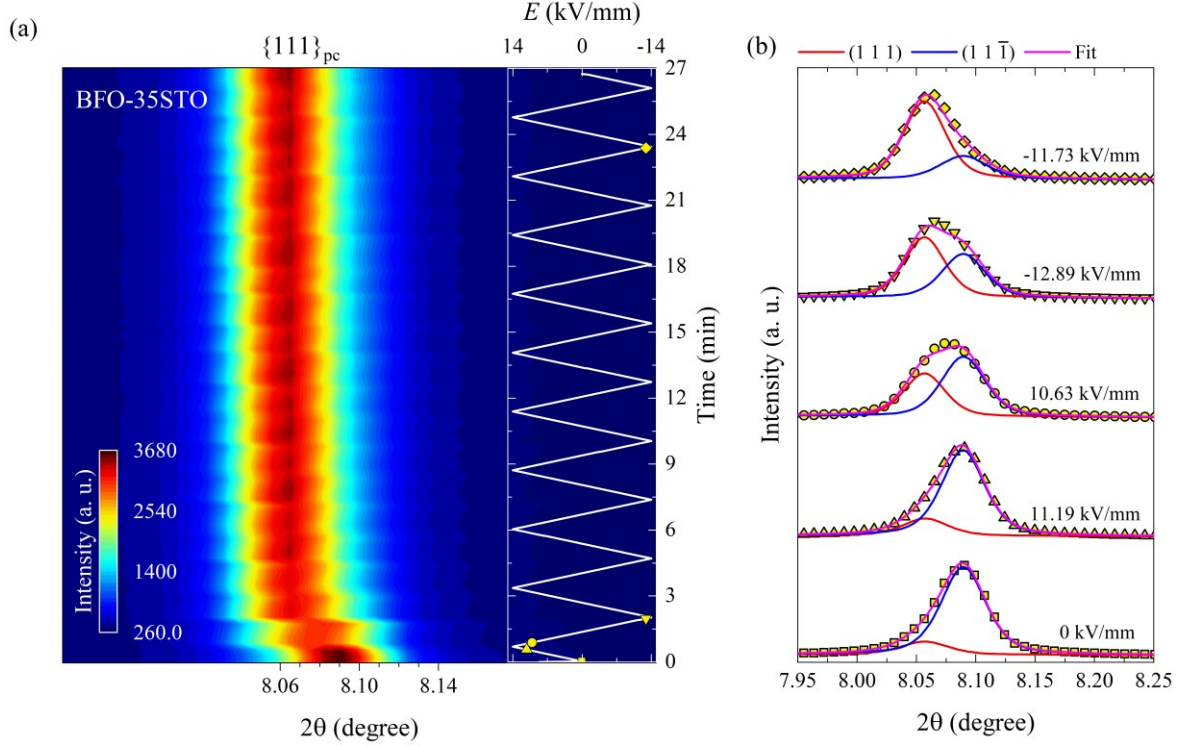 (a)
E (kV/mm)
{111}pc
14 0 -14
BFO-35STO
Intensity (a. u.)
3680
2540
1400
260.0
27
24
21
18
15
12
9
6
3
0
Time (min)
8.06 8.10 8.14
2θ (degree)
(b)
(1 1 1) (1 1 1̅) Fit
-11.73 kV/mm
-12.89 kV/mm
10.63 kV/mm
11.19 kV/mm
0 kV/mm
Intensity (a. u.)
7.95 8.00 8.05 8.10 8.15 8.20 8.25
2θ (degree)